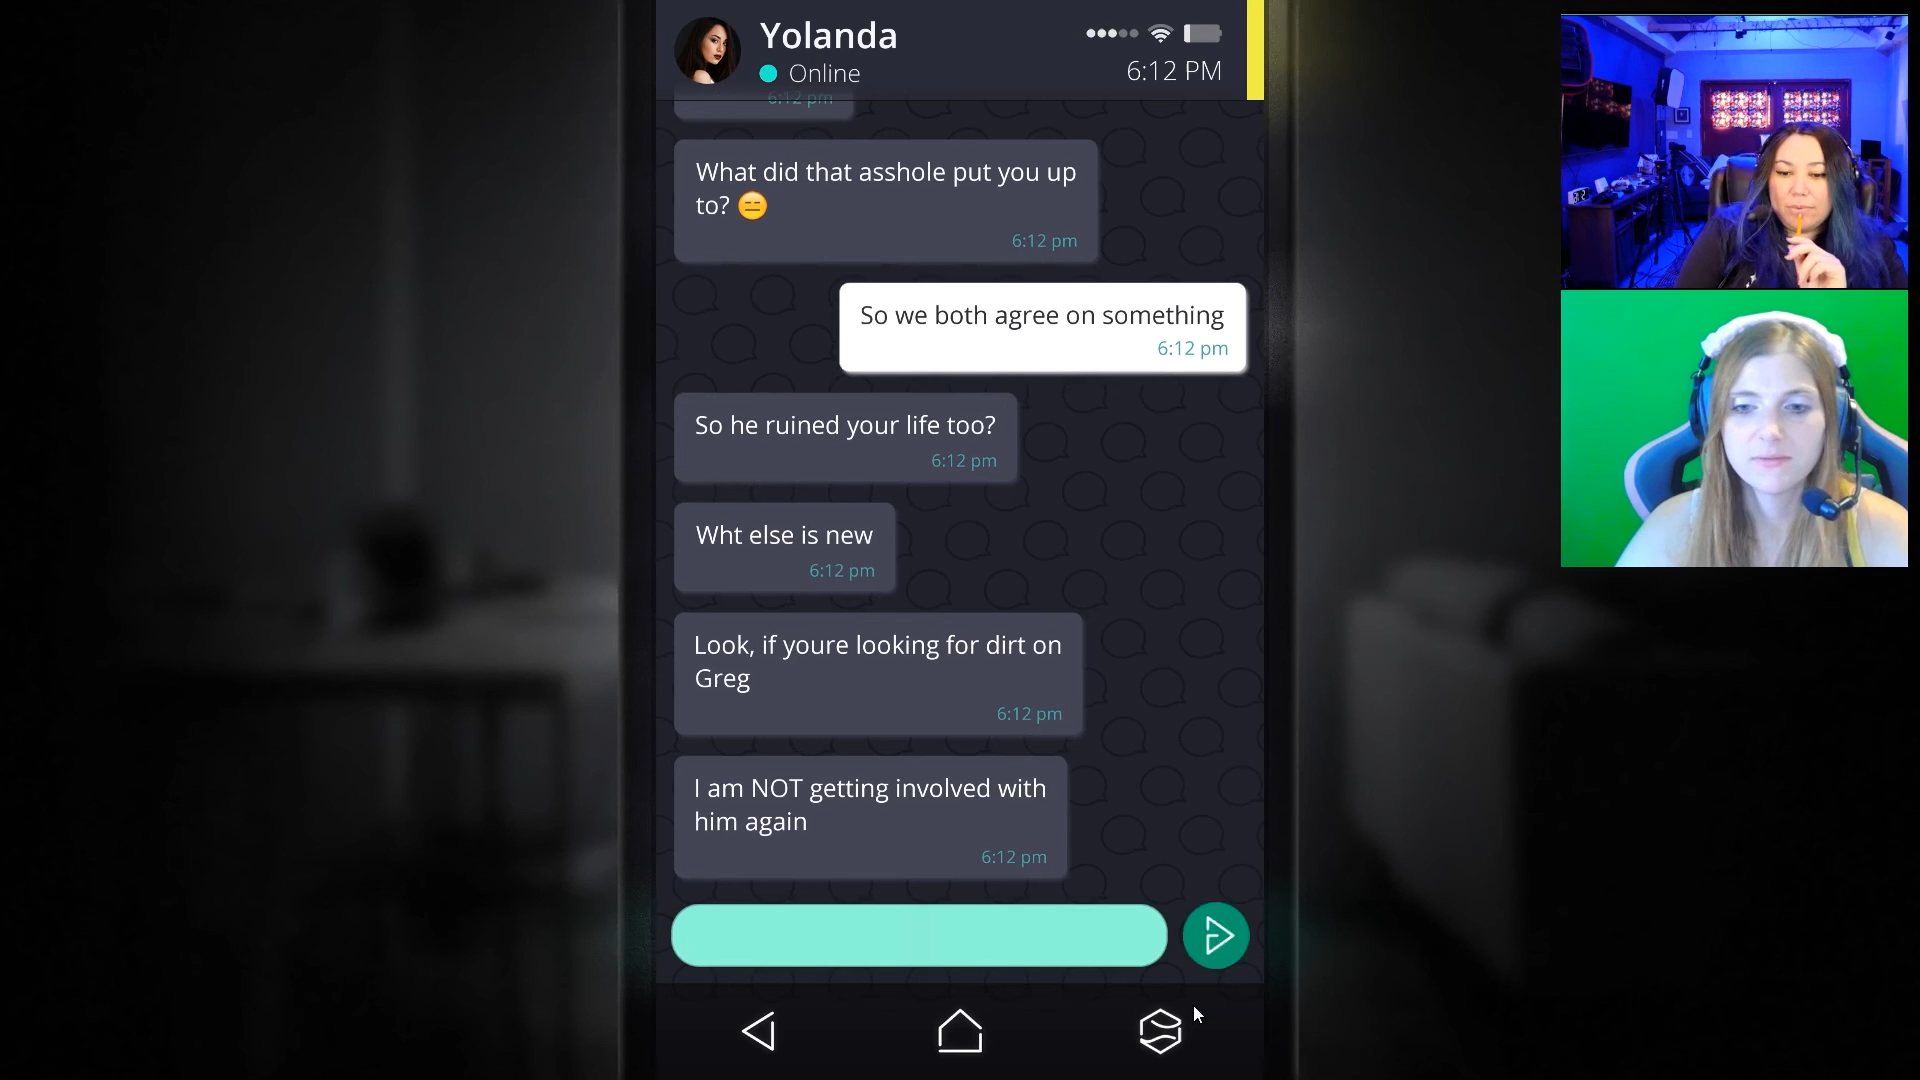 Yolanda
Online
6:12 PM
6:12 pm
What did that asshole put you up
to? 😑
6:12 pm
So we both agree on something
6:12 pm
So he ruined your life too?
6:12 pm
Wht else is new
6:12 pm
Look, if youre looking for dirt on
Greg
6:12 pm
I am NOT getting involved with
him again
6:12 pm